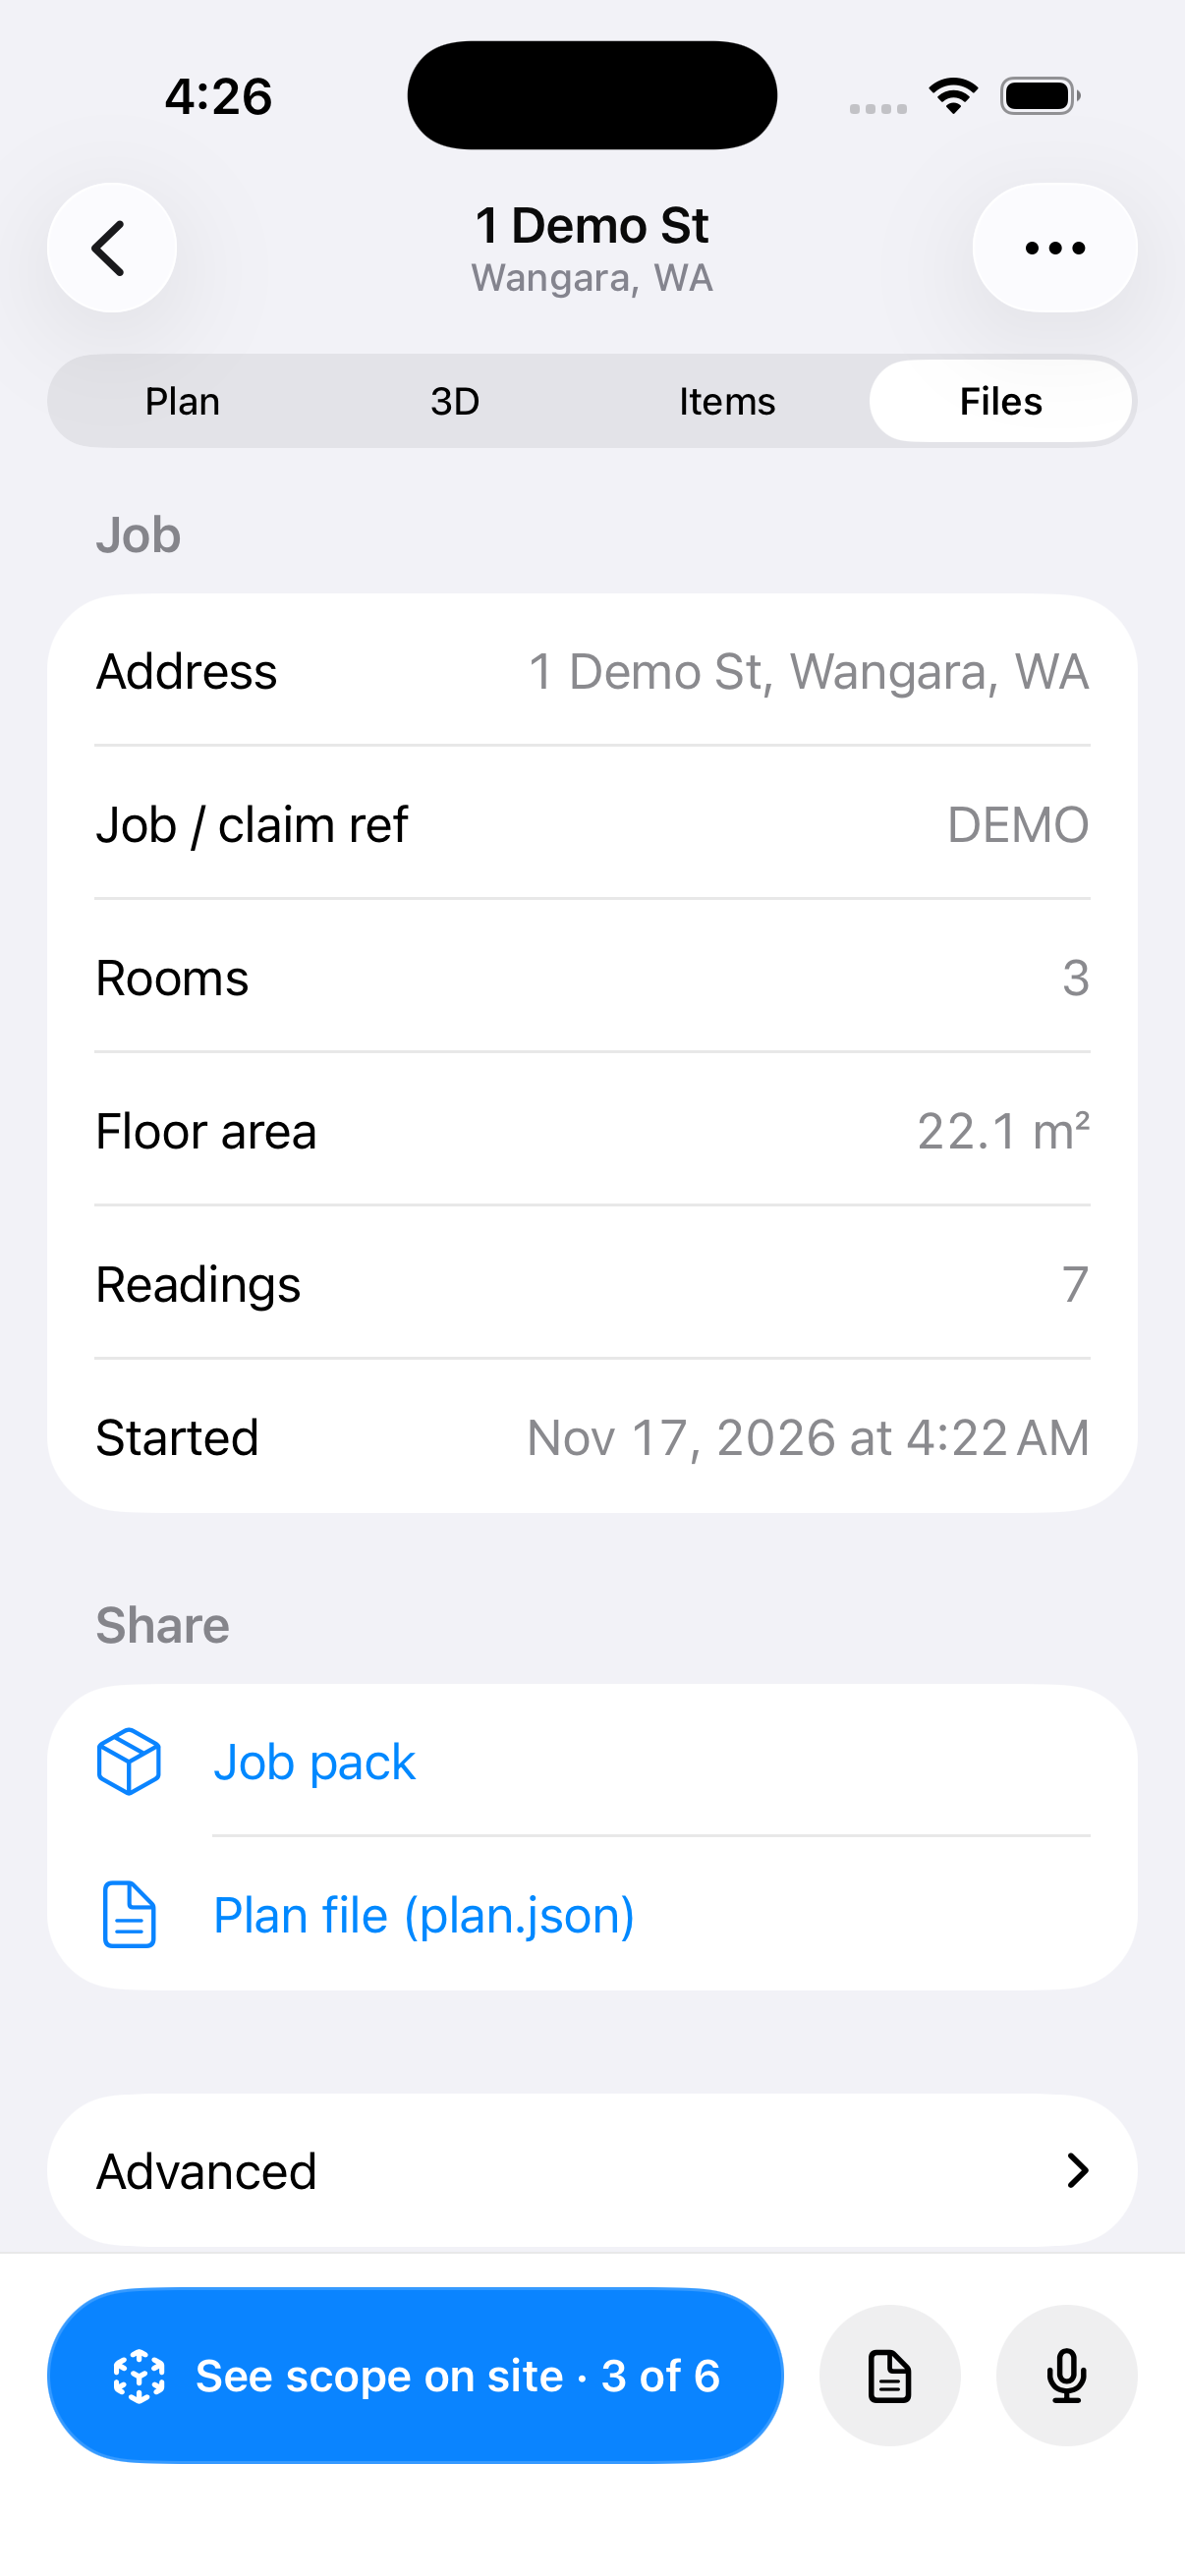 4:26
1 Demo St
Wangara, WA
Plan
3D
Items
Files
Job
Address
1 Demo St, Wangara, WA
Job / claim ref
DEMO
Rooms
3
Floor area
22.1 m²
Readings
7
Started
Nov 17, 2026 at 4:22 AM
Share
Job pack
Plan file (plan.json)
Advanced
See scope on site · 3 of 6